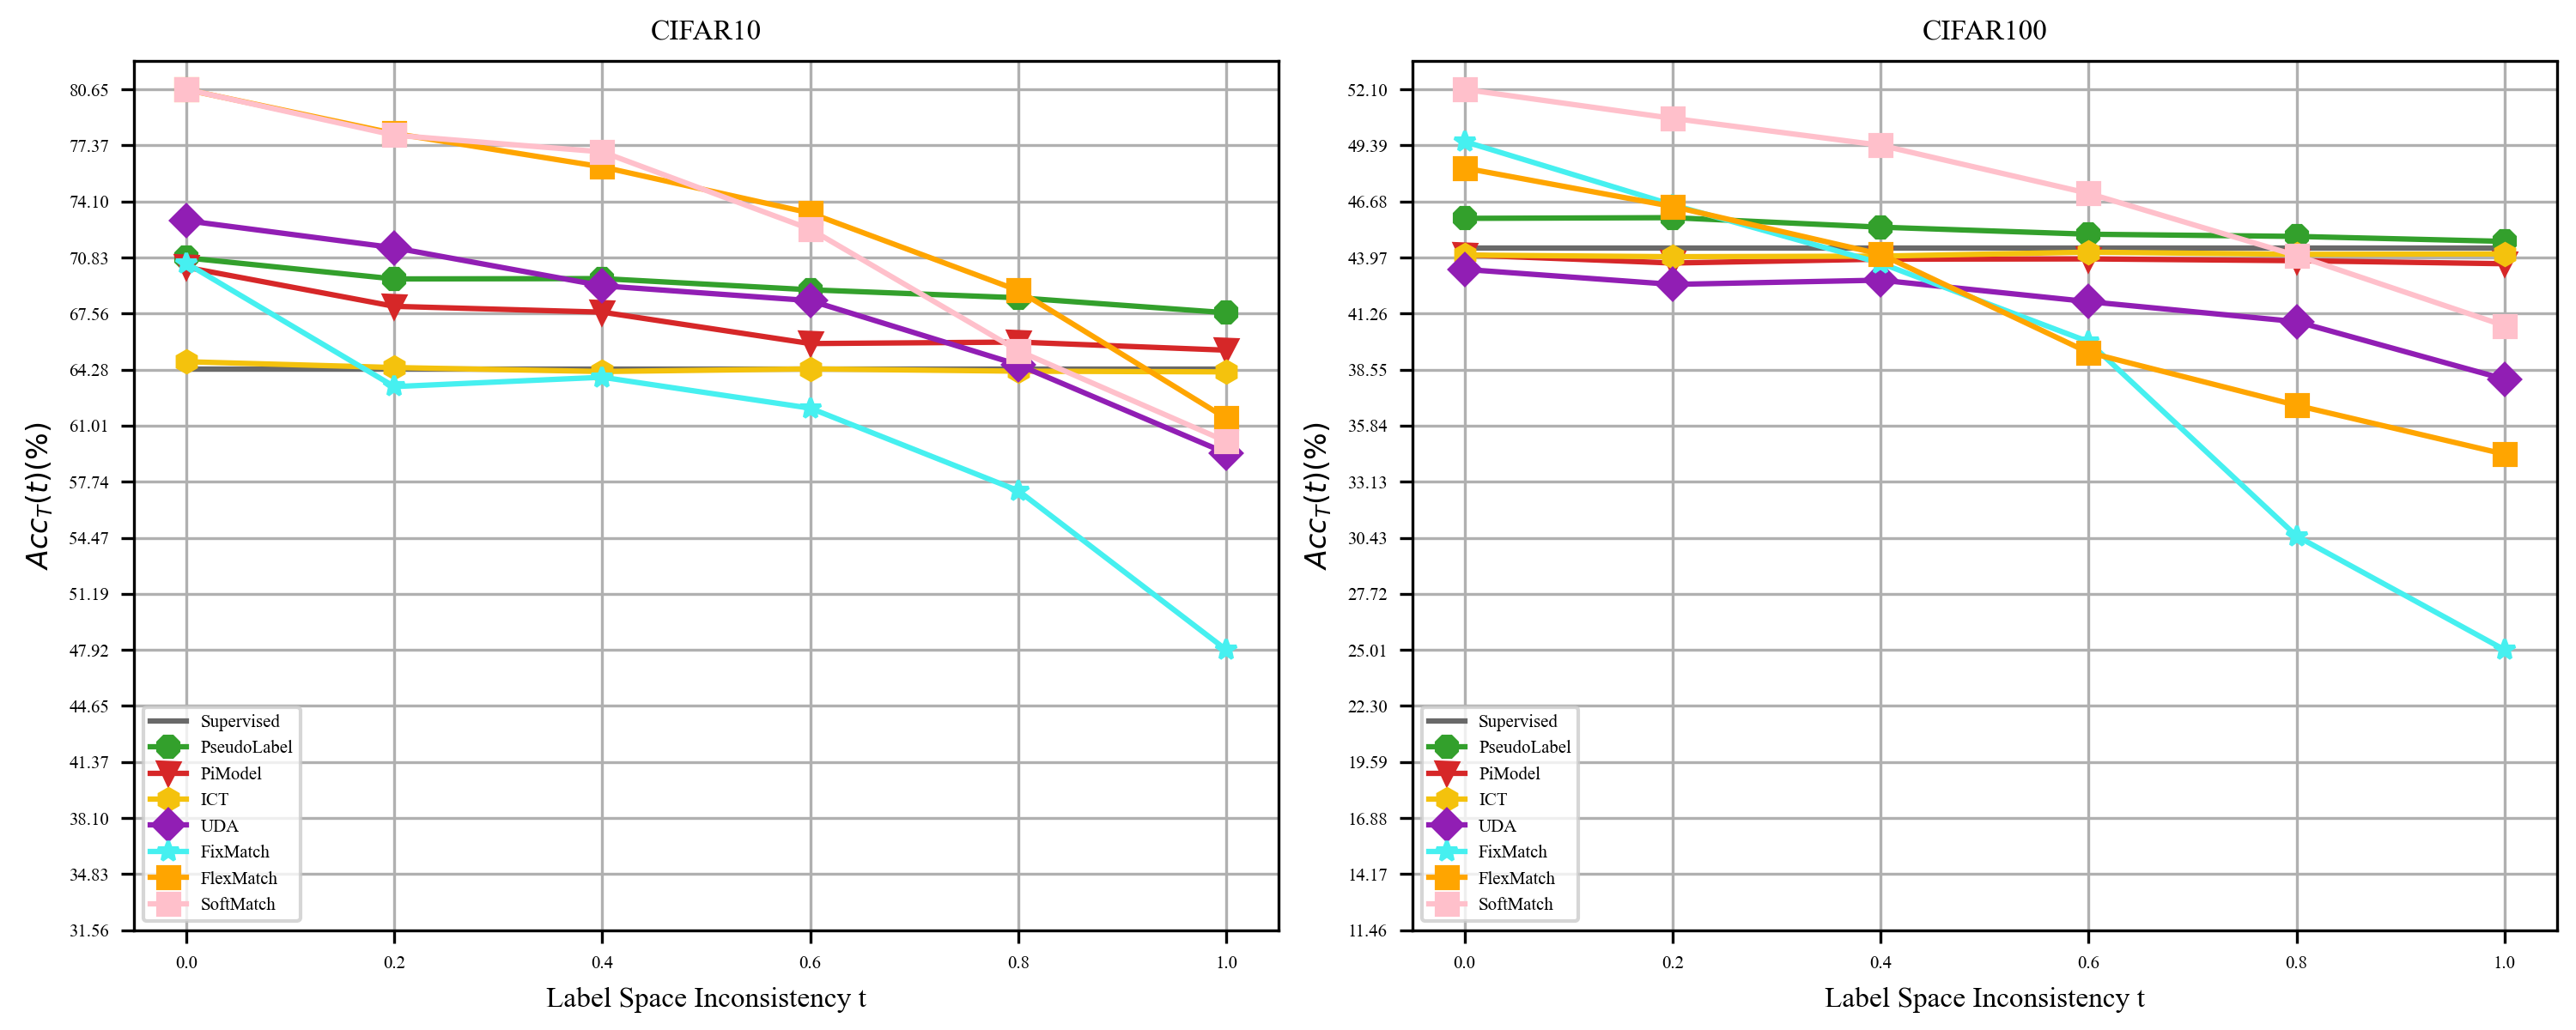 CIFAR10
80.65
77.37
74.10
70.83
67.56
64.28
61.01
57.74
54.47
51.19
47.92
44.65
41.37
38.10
34.83
31.56
Acc_T(t)(%)
Supervised
PseudoLabel
PiModel
ICT
UDA
FixMatch
FlexMatch
SoftMatch
0.0 0.2 0.4 0.6 0.8 1.0
Label Space Inconsistency t
CIFAR100
52.10
49.39
46.68
43.97
41.26
38.55
35.84
33.13
30.43
27.72
25.01
22.30
19.59
16.88
14.17
11.46
Acc_T(t)(%)
Supervised
PseudoLabel
PiModel
ICT
UDA
FixMatch
FlexMatch
SoftMatch
0.0 0.2 0.4 0.6 0.8 1.0
Label Space Inconsistency t